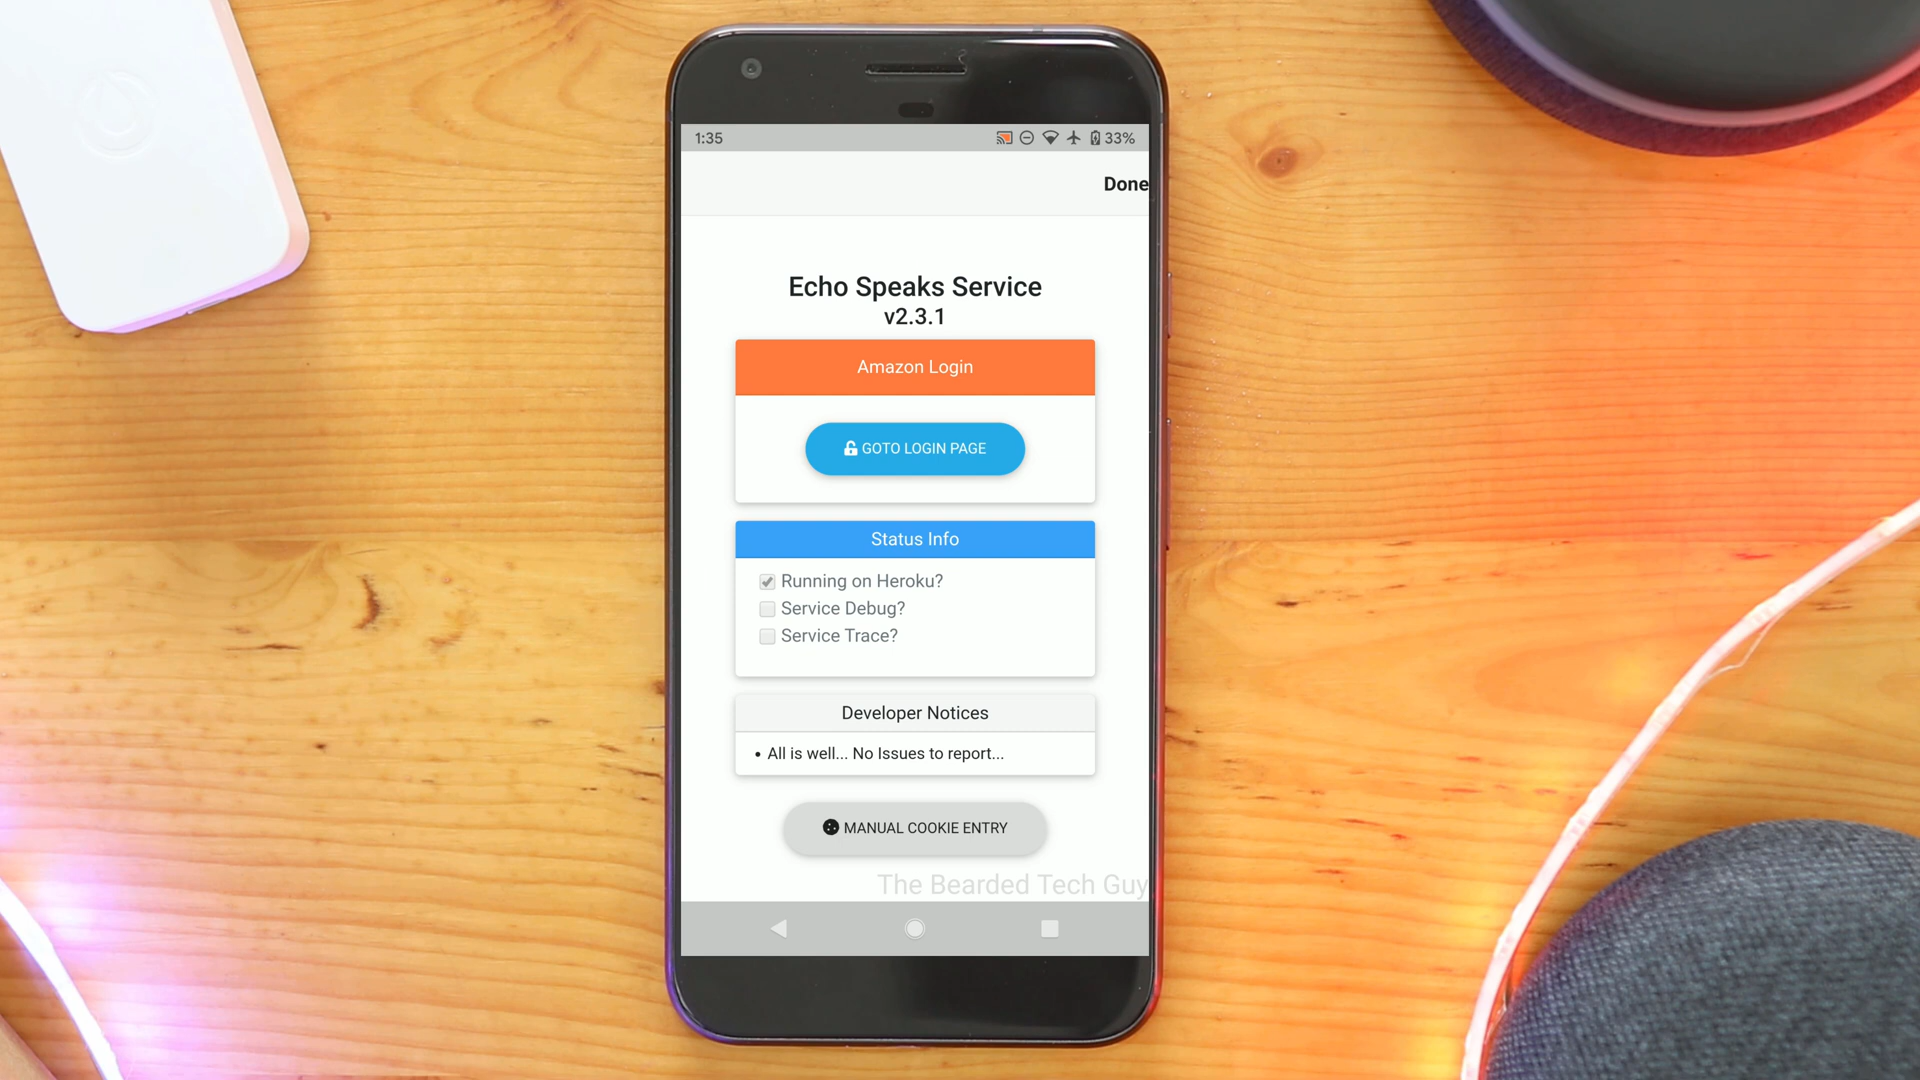 1:35 33%
Done
Echo Speaks Service
v2.3.1
Amazon Login
GOTO LOGIN PAGE
Status Info
Running on Heroku?
Service Debug?
Service Trace?
Developer Notices
• All is well... No Issues to report...
MANUAL COOKIE ENTRY
The Bearded Tech Guy